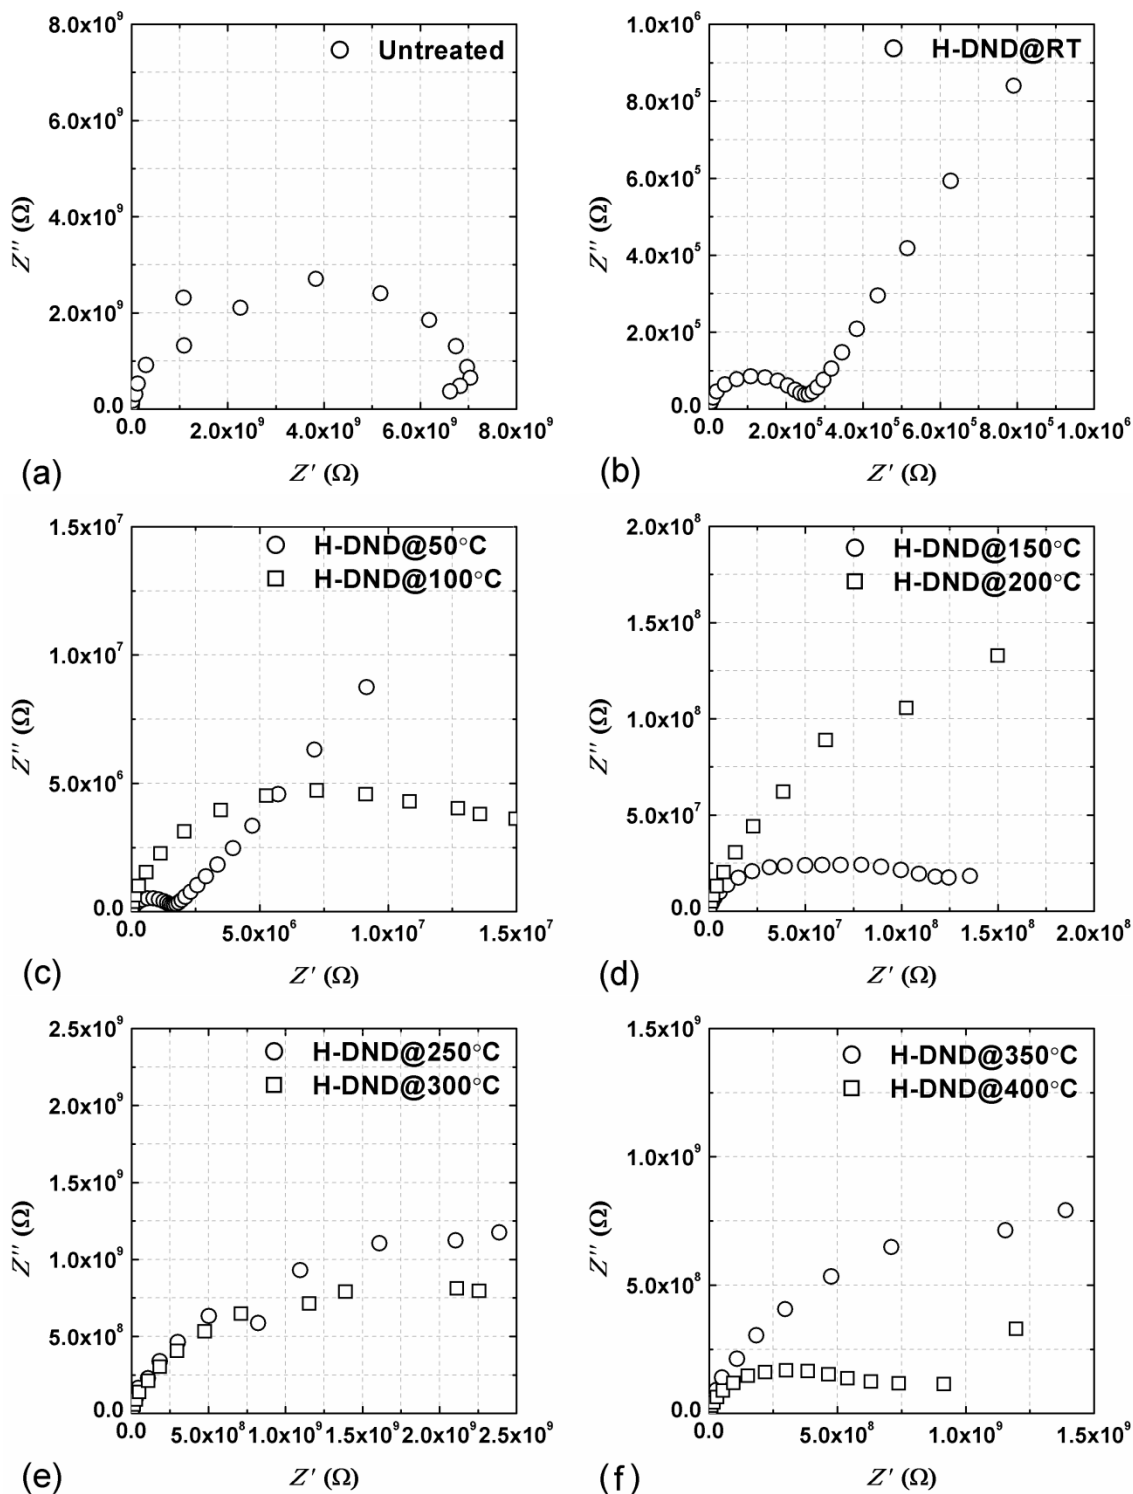 8.0x10⁹
6.0x10⁹
4.0x10⁹
2.0x10⁹
0.0
Z'' (Ω)
Untreated
0.0 2.0x10⁹ 4.0x10⁹ 6.0x10⁹ 8.0x10⁹
Z' (Ω)
(a)
1.0x10⁶
8.0x10⁵
6.0x10⁵
4.0x10⁵
2.0x10⁵
0.0
Z'' (Ω)
H-DND@RT
0.0 2.0x10⁵ 4.0x10⁵ 6.0x10⁵ 8.0x10⁵ 1.0x10⁶
Z' (Ω)
(b)
1.5x10⁷
1.0x10⁷
5.0x10⁶
0.0
Z'' (Ω)
H-DND@50°C
H-DND@100°C
0.0 5.0x10⁶ 1.0x10⁷ 1.5x10⁷
Z' (Ω)
(c)
2.0x10⁸
1.5x10⁸
1.0x10⁸
5.0x10⁷
0.0
Z'' (Ω)
H-DND@150°C
H-DND@200°C
0.0 5.0x10⁷ 1.0x10⁸ 1.5x10⁸ 2.0x10⁸
Z' (Ω)
(d)
2.5x10⁹
2.0x10⁹
1.5x10⁹
1.0x10⁹
5.0x10⁸
0.0
Z'' (Ω)
H-DND@250°C
H-DND@300°C
0.0 5.0x10⁸ 1.0x10⁹ 1.5x10⁹ 2.0x10⁹ 2.5x10⁹
Z' (Ω)
(e)
1.5x10⁹
1.0x10⁹
5.0x10⁸
0.0
Z'' (Ω)
H-DND@350°C
H-DND@400°C
0.0 5.0x10⁸ 1.0x10⁹ 1.5x10⁹
Z' (Ω)
(f)